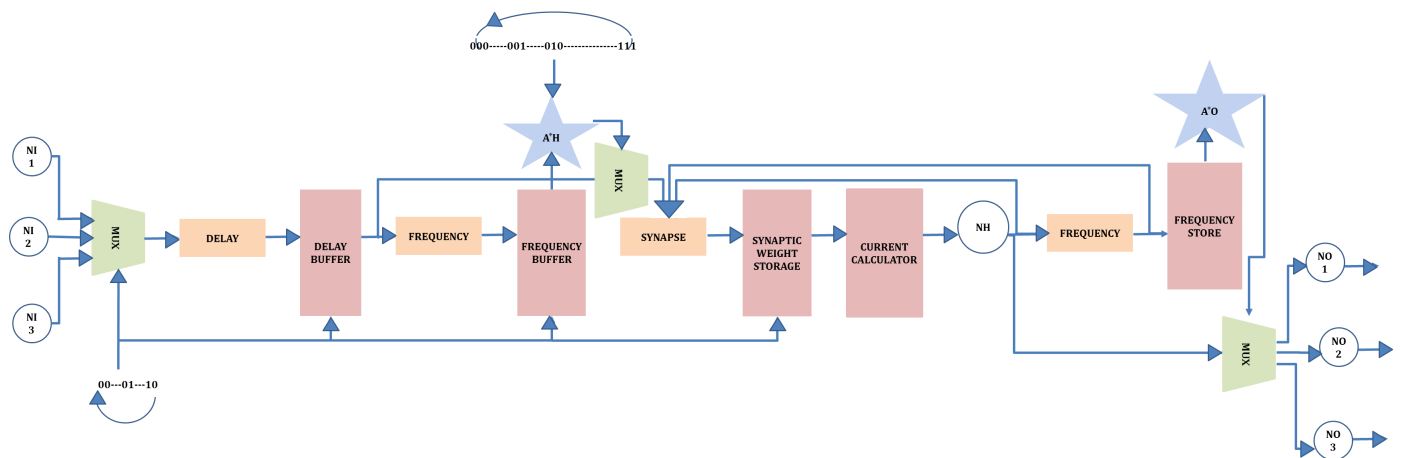 000-----001-----010---------------111
A*H
MUX
A*O
NI
1
NI
2
NI
3
MUX
DELAY
DELAY
BUFFER
FREQUENCY
FREQUENCY
BUFFER
SYNAPSE
SYNAPTIC
WEIGHT
STORAGE
CURRENT
CALCULATOR
NH
FREQUENCY
FREQUENCY
STORE
MUX
NO
1
NO
2
NO
3
00---01---10